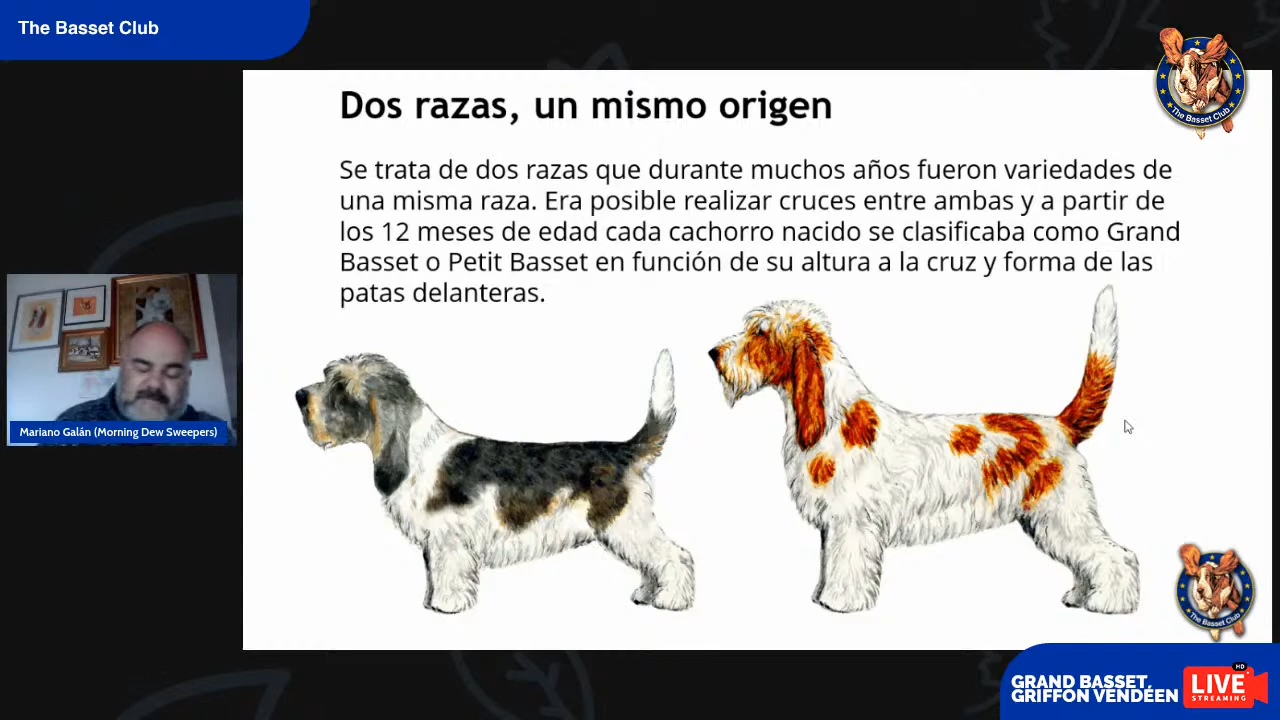 The Basset Club
Dos razas, un mismo origen
Se trata de dos razas que durante muchos años fueron variedades de
una misma raza. Era posible realizar cruces entre ambas y a partir de
los 12 meses de edad cada cachorro nacido se clasificaba como Grand
Basset o Petit Basset en función de su altura a la cruz y forma de las
patas delanteras.
The Basset Club
Mariano Galán (Morning Dew Sweepers)
The Basset Club
GRAND BASSET,
GRIFFON VENDÉEN
HD
LIVE
STREAMING